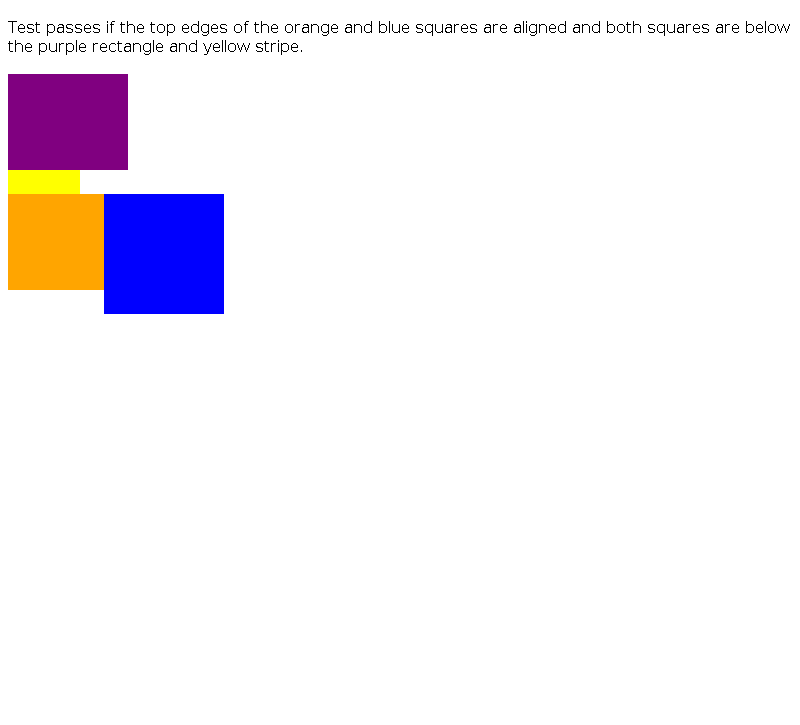 Test passes if the top edges of the orange and blue squares are aligned and both squares are below
the purple rectangle and yellow stripe.